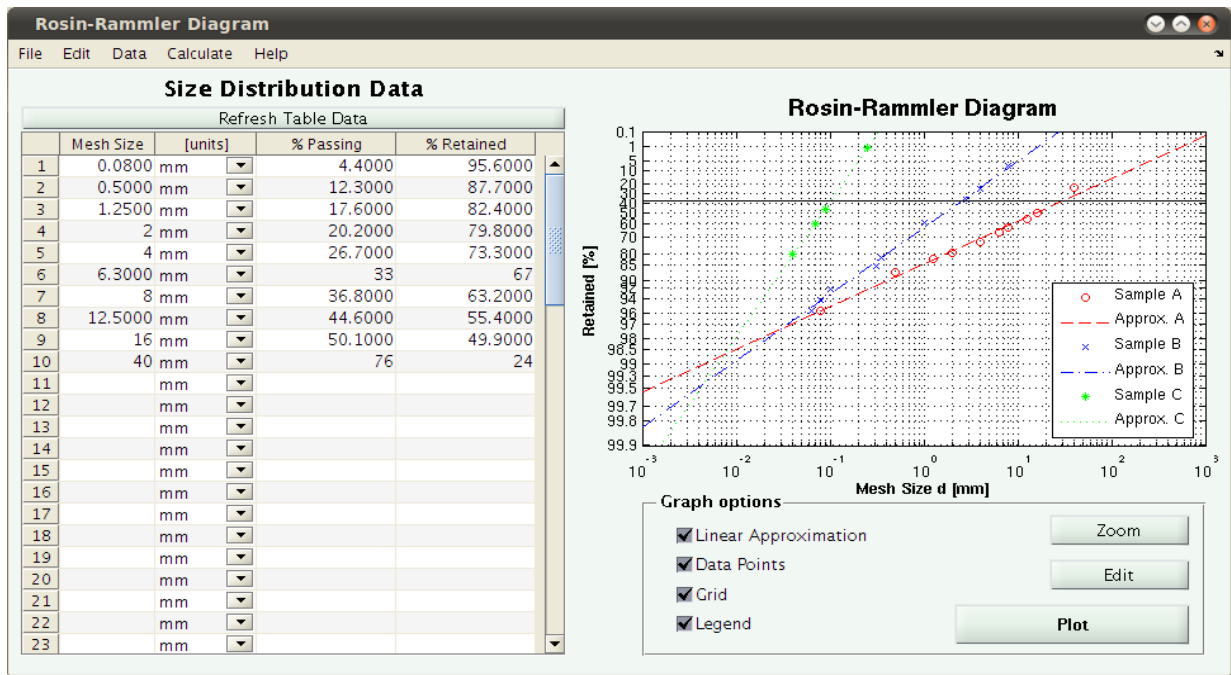 Rosin-Rammler Diagram
File Edit Data Calculate Help
Size Distribution Data
Refresh Table Data
Mesh Size [units] % Passing % Retained
1 0.0800 mm 4.4000 95.6000
2 0.5000 mm 12.3000 87.7000
3 1.2500 mm 17.6000 82.4000
4 2 mm 20.2000 79.8000
5 4 mm 26.7000 73.3000
6 6.3000 mm 33 67
7 8 mm 36.8000 63.2000
8 12.5000 mm 44.6000 55.4000
9 16 mm 50.1000 49.9000
10 40 mm 76 24
11 mm
12 mm
13 mm
14 mm
15 mm
16 mm
17 mm
18 mm
19 mm
20 mm
21 mm
22 mm
23 mm
Rosin-Rammler Diagram
Retained [%]
0.1
1
5
10
20
30
40
50
60
70
80
85
90
92
94
96
97
98
98.5
99
99.3
99.5
99.7
99.8
99.9
Sample A
Approx. A
Sample B
Approx. B
Sample C
Approx. C
10⁻³ 10⁻² 10⁻¹ 10⁰ 10¹ 10² 10³
Mesh Size d [mm]
Graph options
Linear Approximation
Data Points
Grid
Legend
Zoom
Edit
Plot